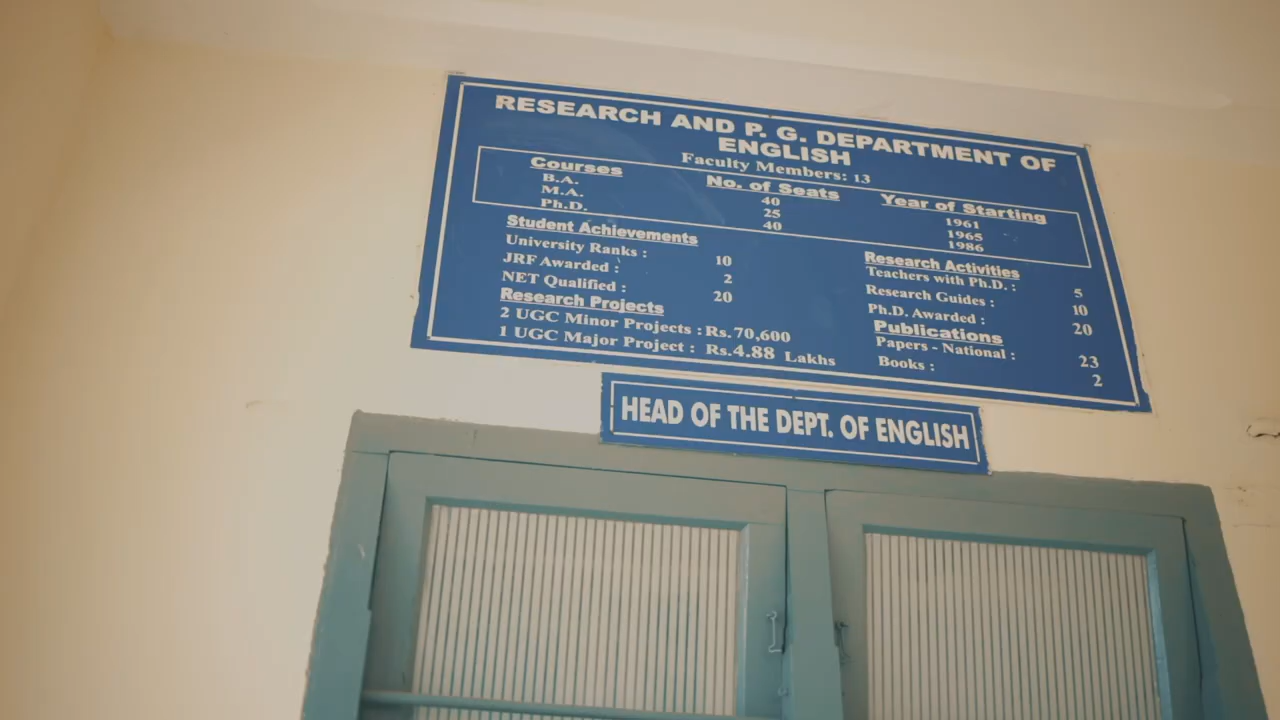 RESEARCH AND P. G. DEPARTMENT OF
ENGLISH
Faculty Members: 13
Courses No. of Seats Year of Starting
B.A. 40 1961
M.A. 25 1965
Ph.D. 40 1986
Student Achievements
University Ranks : 10
JRF Awarded : 2
NET Qualified : 20
Research Projects
2 UGC Minor Projects : Rs.70,600
1 UGC Major Project : Rs.4.88 Lakhs
Research Activities
Teachers with Ph.D. : 5
Research Guides : 10
Ph.D. Awarded : 20
Publications
Papers - National : 23
Books : 2
HEAD OF THE DEPT. OF ENGLISH